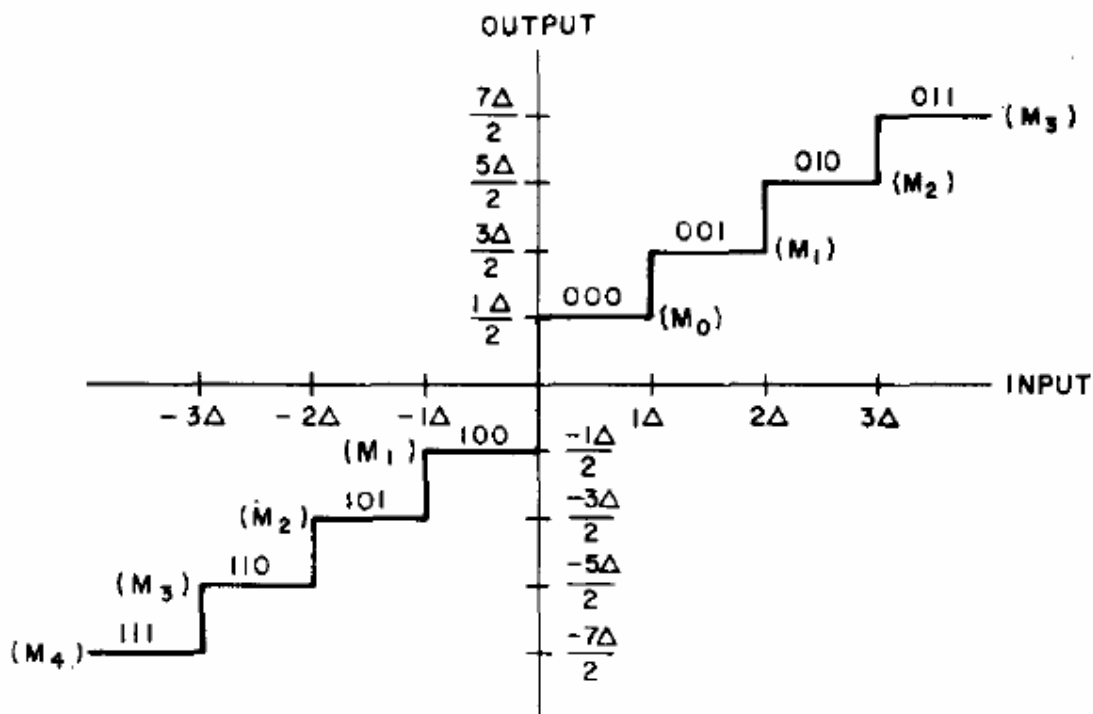 OUTPUT
7Δ/2
011
(M₃)
5Δ/2
010
(M₂)
3Δ/2
001
(M₁)
1Δ/2
000
(M₀)
INPUT
-3Δ -2Δ -1Δ 1Δ 2Δ 3Δ
(M₁)
100
-1Δ/2
(M₂)
101
-3Δ/2
(M₃)
110
-5Δ/2
(M₄)
111
-7Δ/2